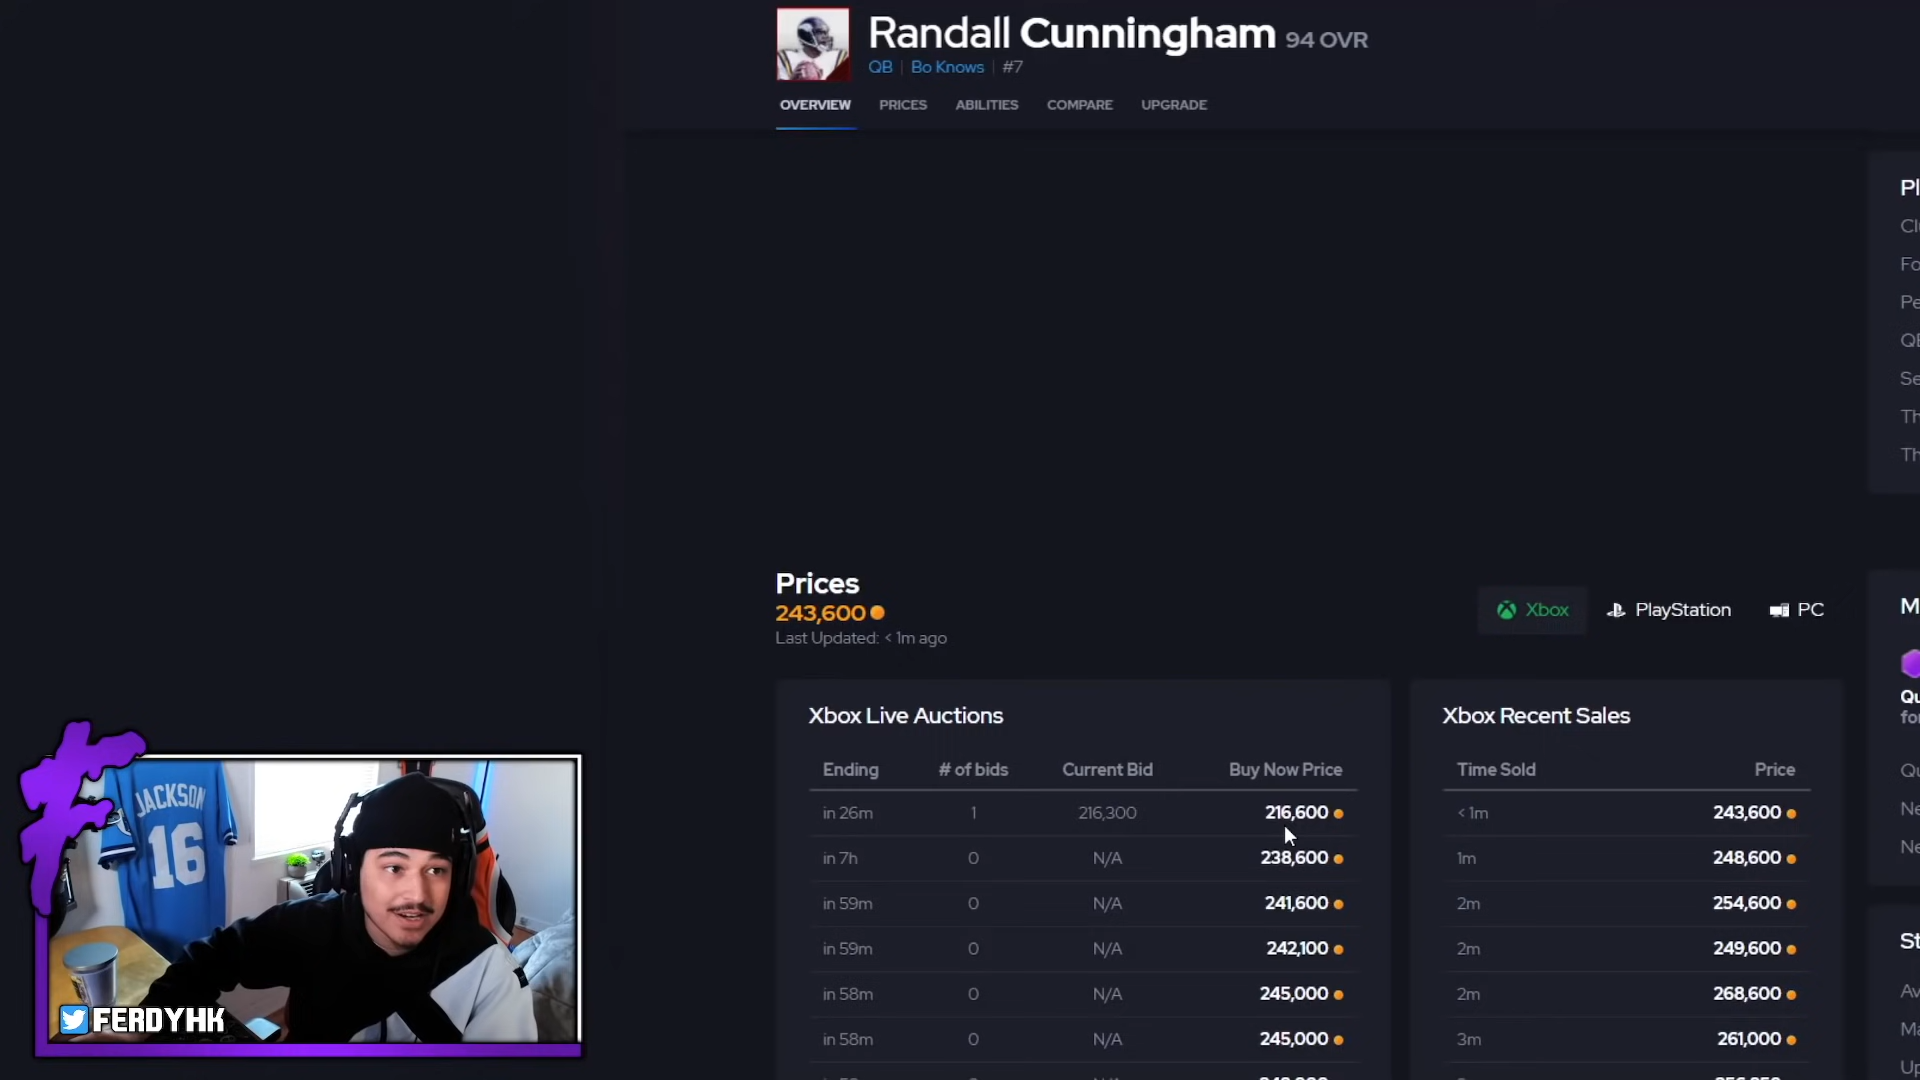 Randall Cunningham 94 OVR
QB | Bo Knows | #7
OVERVIEW PRICES ABILITIES COMPARE UPGRADE
Prices
243,600
Last Updated: < 1m ago
Xbox PlayStation PC
Xbox Live Auctions
Ending # of bids Current Bid Buy Now Price
in 26m 1 216,300 216,600
in 7h 0 N/A 238,600
in 59m 0 N/A 241,600
in 59m 0 N/A 242,100
in 58m 0 N/A 245,000
in 58m 0 N/A 245,000
Xbox Recent Sales
Time Sold Price
< 1m 243,600
1m 248,600
2m 254,600
2m 249,600
2m 268,600
3m 261,000
JACKSON
16
FERDYHK